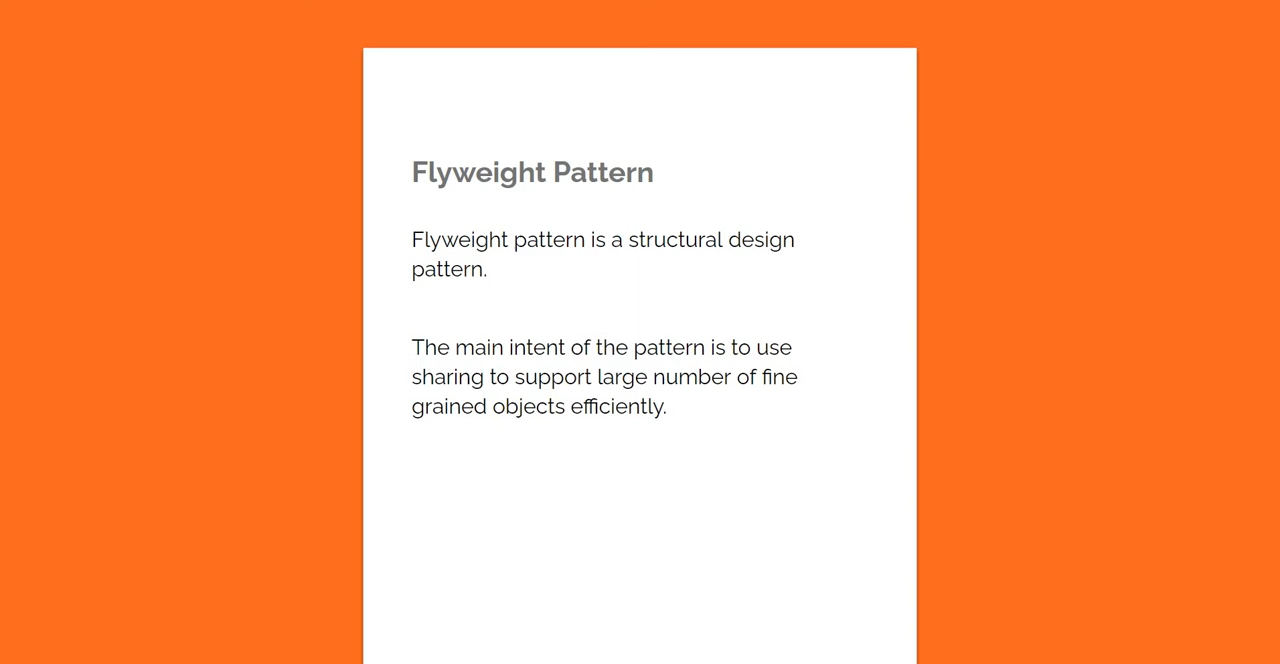 Flyweight Pattern
Flyweight pattern is a structural design
pattern.
The main intent of the pattern is to use
sharing to support large number of fine
grained objects efficiently.